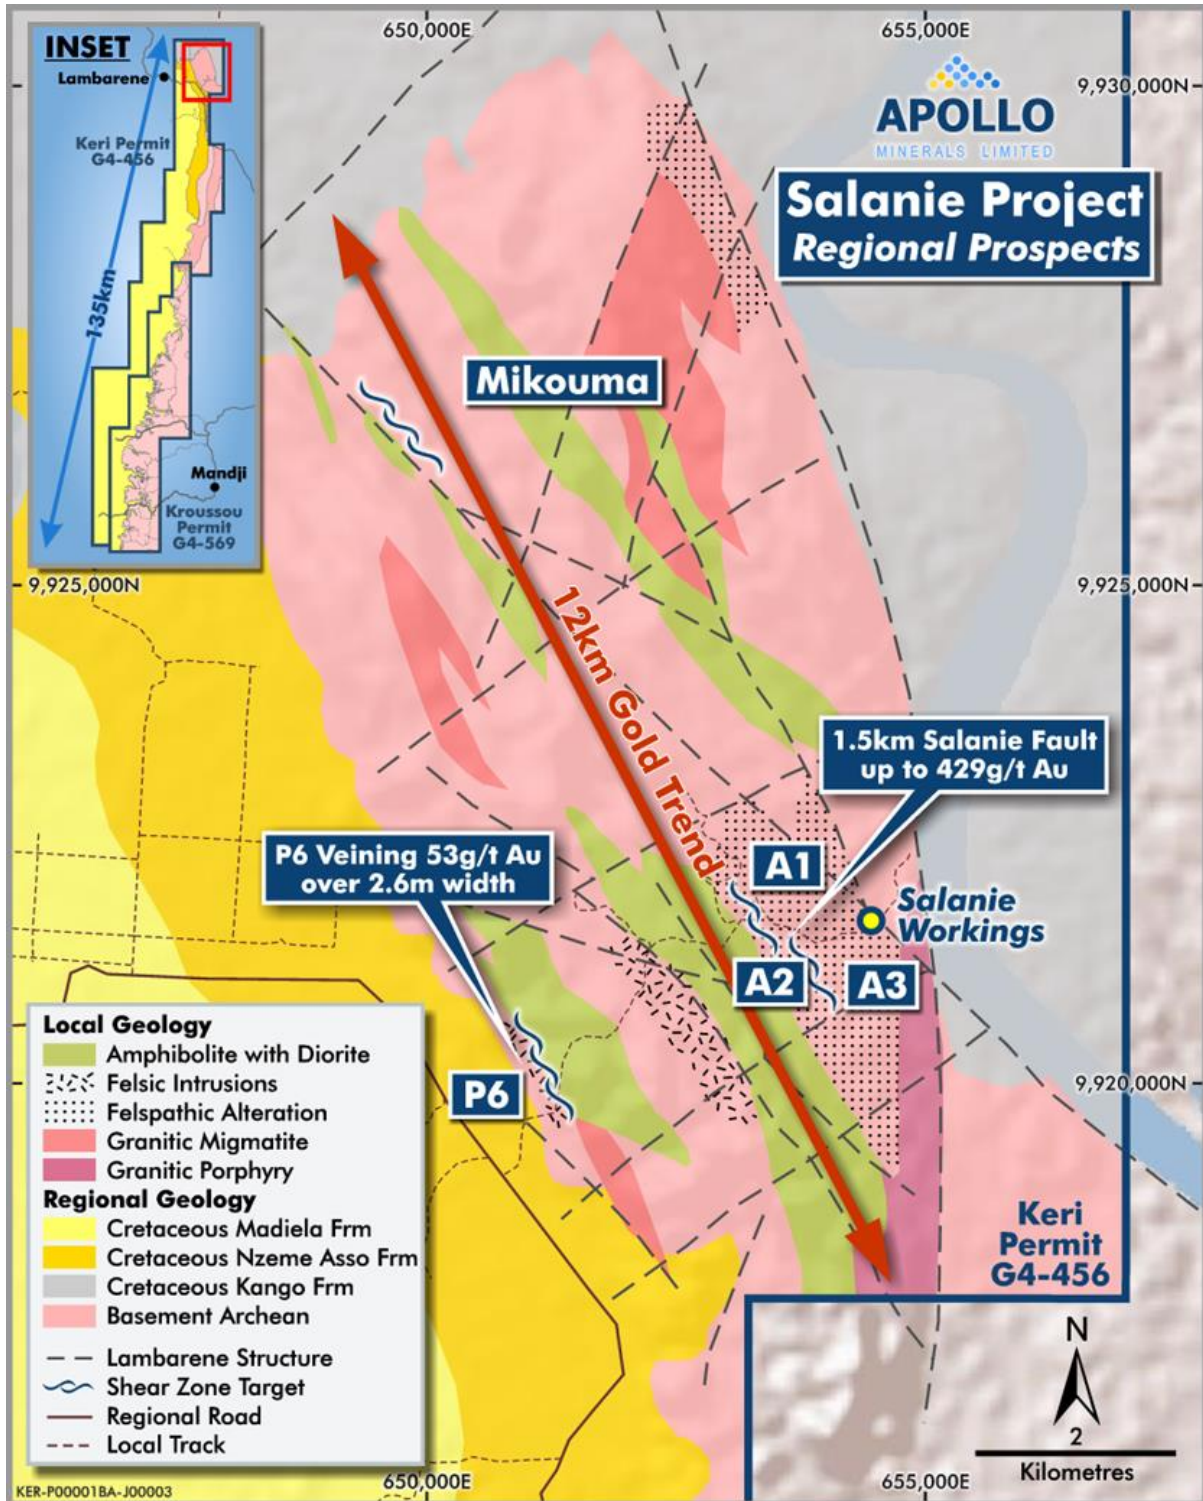 INSET
Lambarene
Keri Permit
G4-456
135km
Mandji
Kroussou
Permit
G4-569
650,000E
655,000E
9,930,000N
APOLLO
MINERALS LIMITED
Salanie Project
Regional Prospects
Mikouma
9,925,000N
9,925,000N
12km Gold Trend
1.5km Salanie Fault
up to 429g/t Au
P6 Veining 53g/t Au
over 2.6m width
A1
Salanie
Workings
A2
A3
P6
9,920,000N
Local Geology
Amphibolite with Diorite
Felsic Intrusions
Felspathic Alteration
Granitic Migmatite
Granitic Porphyry
Regional Geology
Cretaceous Madiela Frm
Cretaceous Nzeme Asso Frm
Cretaceous Kango Frm
Basement Archean
Lambarene Structure
Shear Zone Target
Regional Road
Local Track
Keri
Permit
G4-456
N
2
Kilometres
650,000E
655,000E
KER-P00001BA-J00003